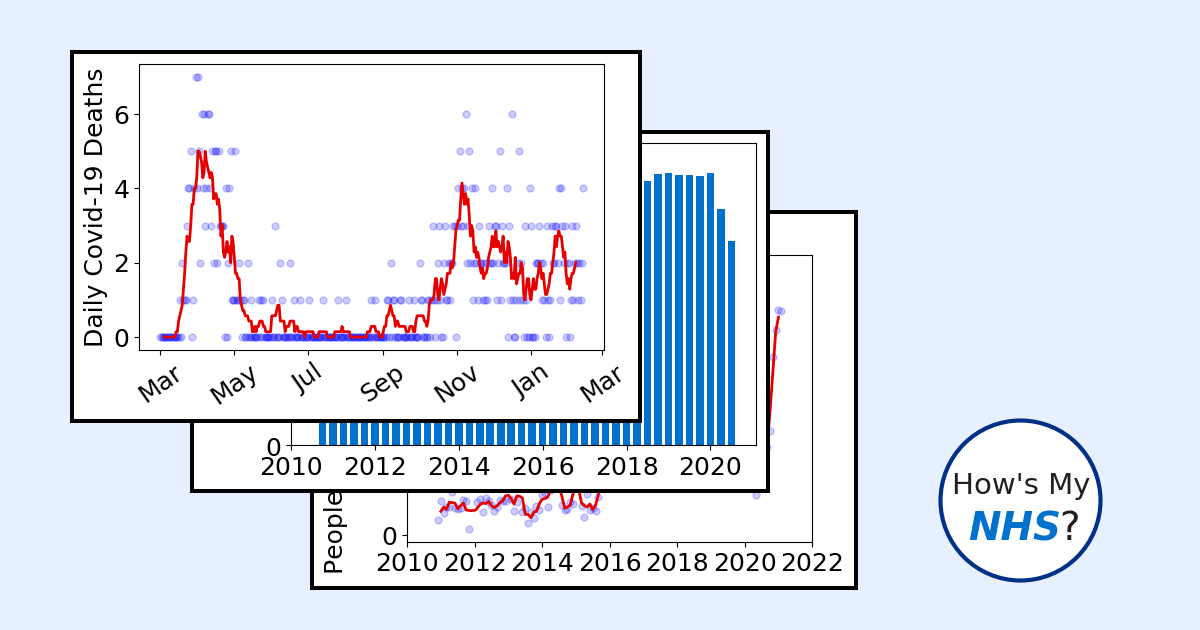 Daily Covid-19 Deaths
6
4
2
0
Mar May Jul Sep Nov Jan Mar
0
2010 2012 2014 2016 2018 2020
People
0
2010 2012 2014 2016 2018 2020 2022
How's My
NHS?